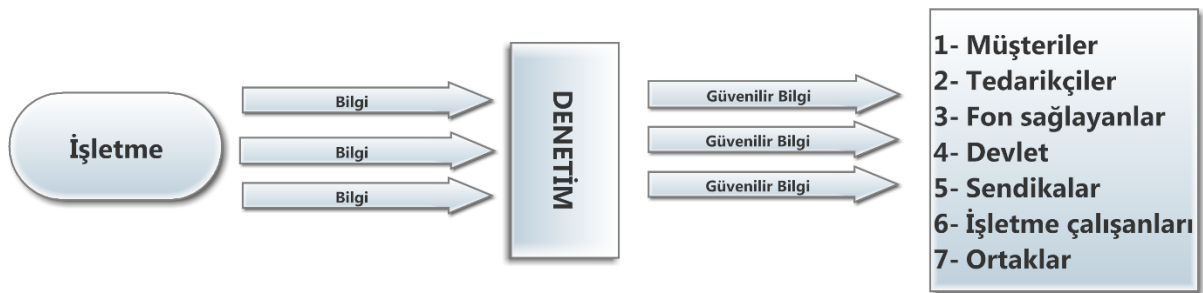 İşletme
Bilgi
Bilgi
Bilgi
DENETİM
Güvenilir Bilgi
Güvenilir Bilgi
Güvenilir Bilgi
1- Müşteriler
2- Tedarikçiler
3- Fon sağlayanlar
4- Devlet
5- Sendikalar
6- İşletme çalışanları
7- Ortaklar